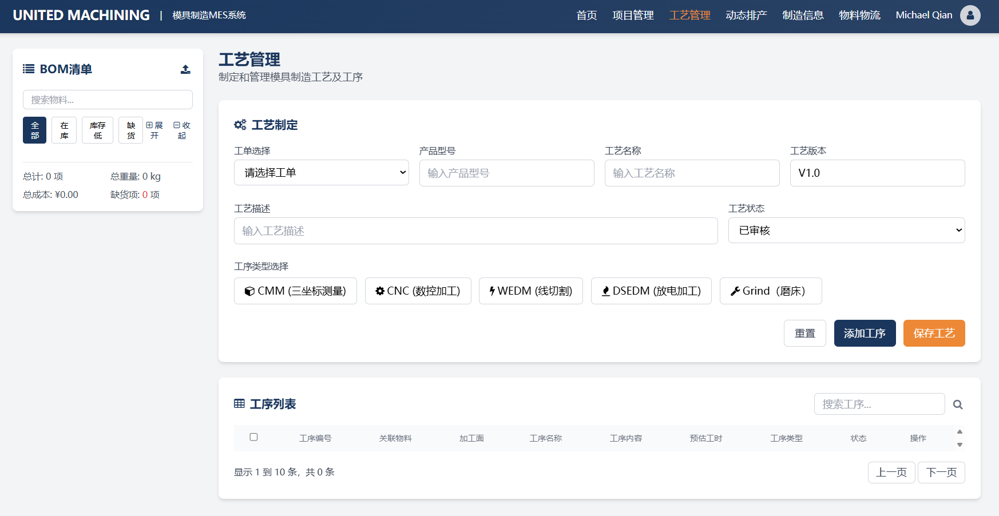 UNITED MACHINING | 模具制造MES系统
首页 项目管理 工艺管理 动态排产 制造信息 物料物流 Michael Qian
BOM清单
搜索物料...
全部 在库 库存低 缺货 展开 收起
总计: 0 项 总重量: 0 kg
总成本: ¥0.00 缺货项: 0 项
工艺管理
制定和管理模具制造工艺及工序
工艺制定
工单选择 产品型号 工艺名称 工艺版本
请选择工单 输入产品型号 输入工艺名称 V1.0
工艺描述 工艺状态
输入工艺描述 已审核
工序类型选择
CMM (三坐标测量) CNC (数控加工) WEDM (线切割) DSEDM (放电加工) Grind（磨床）
重置 添加工序 保存工艺
工序列表 搜索工序...
工序编号 关联物料 加工面 工序名称 工序内容 预估工时 工序类型 状态 操作
显示 1 到 10 条，共 0 条 上一页 下一页